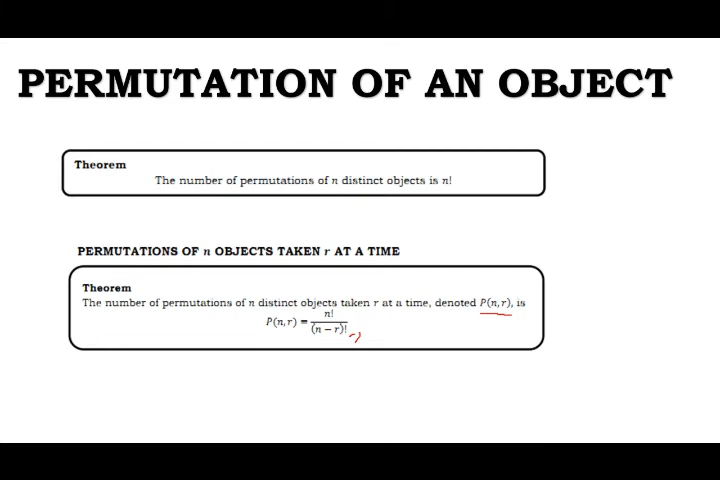 PERMUTATION OF AN OBJECT
Theorem
The number of permutations of n distinct objects is n!
PERMUTATIONS OF n OBJECTS TAKEN r AT A TIME
Theorem
The number of permutations of n distinct objects taken r at a time, denoted P(n,r), is
P(n,r) = n!/(n − r)!